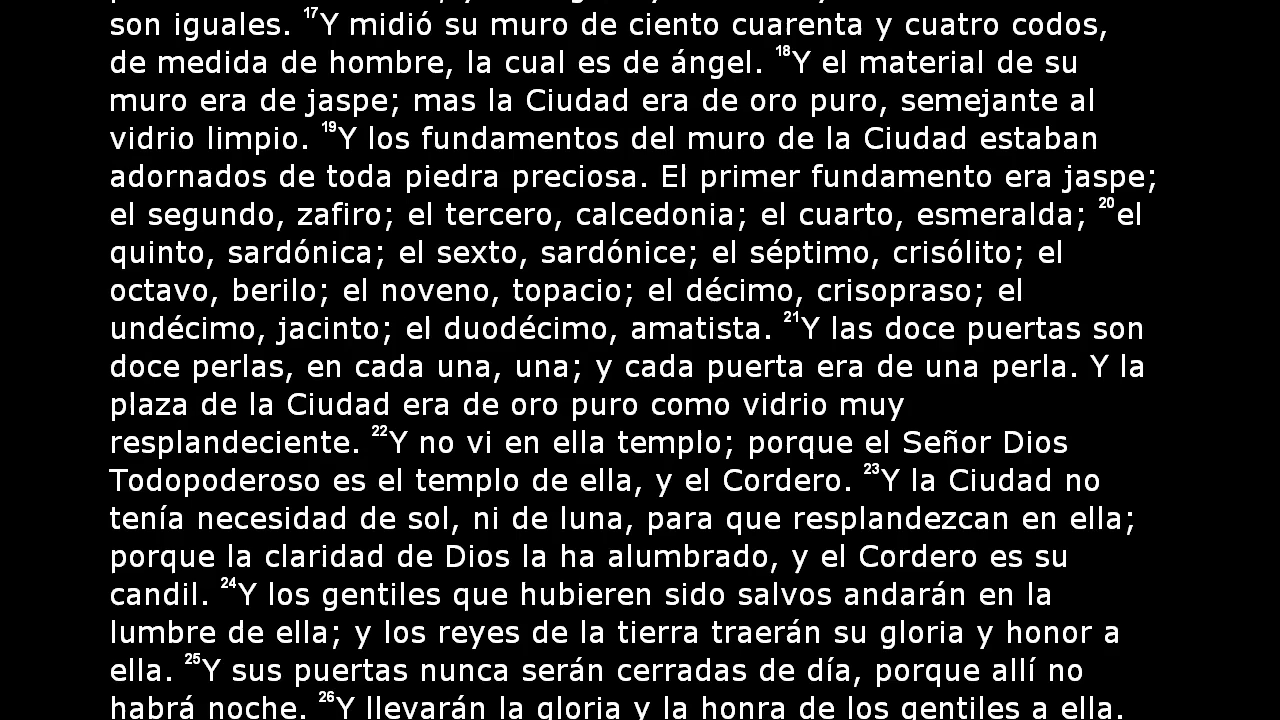 son iguales. 17Y midió su muro de ciento cuarenta y cuatro codos,
de medida de hombre, la cual es de ángel. 18Y el material de su
muro era de jaspe; mas la Ciudad era de oro puro, semejante al
vidrio limpio. 19Y los fundamentos del muro de la Ciudad estaban
adornados de toda piedra preciosa. El primer fundamento era jaspe;
el segundo, zafiro; el tercero, calcedonia; el cuarto, esmeralda; 20el
quinto, sardónica; el sexto, sardónice; el séptimo, crisólito; el
octavo, berilo; el noveno, topacio; el décimo, crisopraso; el
undécimo, jacinto; el duodécimo, amatista. 21Y las doce puertas son
doce perlas, en cada una, una; y cada puerta era de una perla. Y la
plaza de la Ciudad era de oro puro como vidrio muy
resplandeciente. 22Y no vi en ella templo; porque el Señor Dios
Todopoderoso es el templo de ella, y el Cordero. 23Y la Ciudad no
tenía necesidad de sol, ni de luna, para que resplandezcan en ella;
porque la claridad de Dios la ha alumbrado, y el Cordero es su
candil. 24Y los gentiles que hubieren sido salvos andarán en la
lumbre de ella; y los reyes de la tierra traerán su gloria y honor a
ella. 25Y sus puertas nunca serán cerradas de día, porque allí no
habrá noche. 26Y llevarán la gloria y la honra de los gentiles a ella.